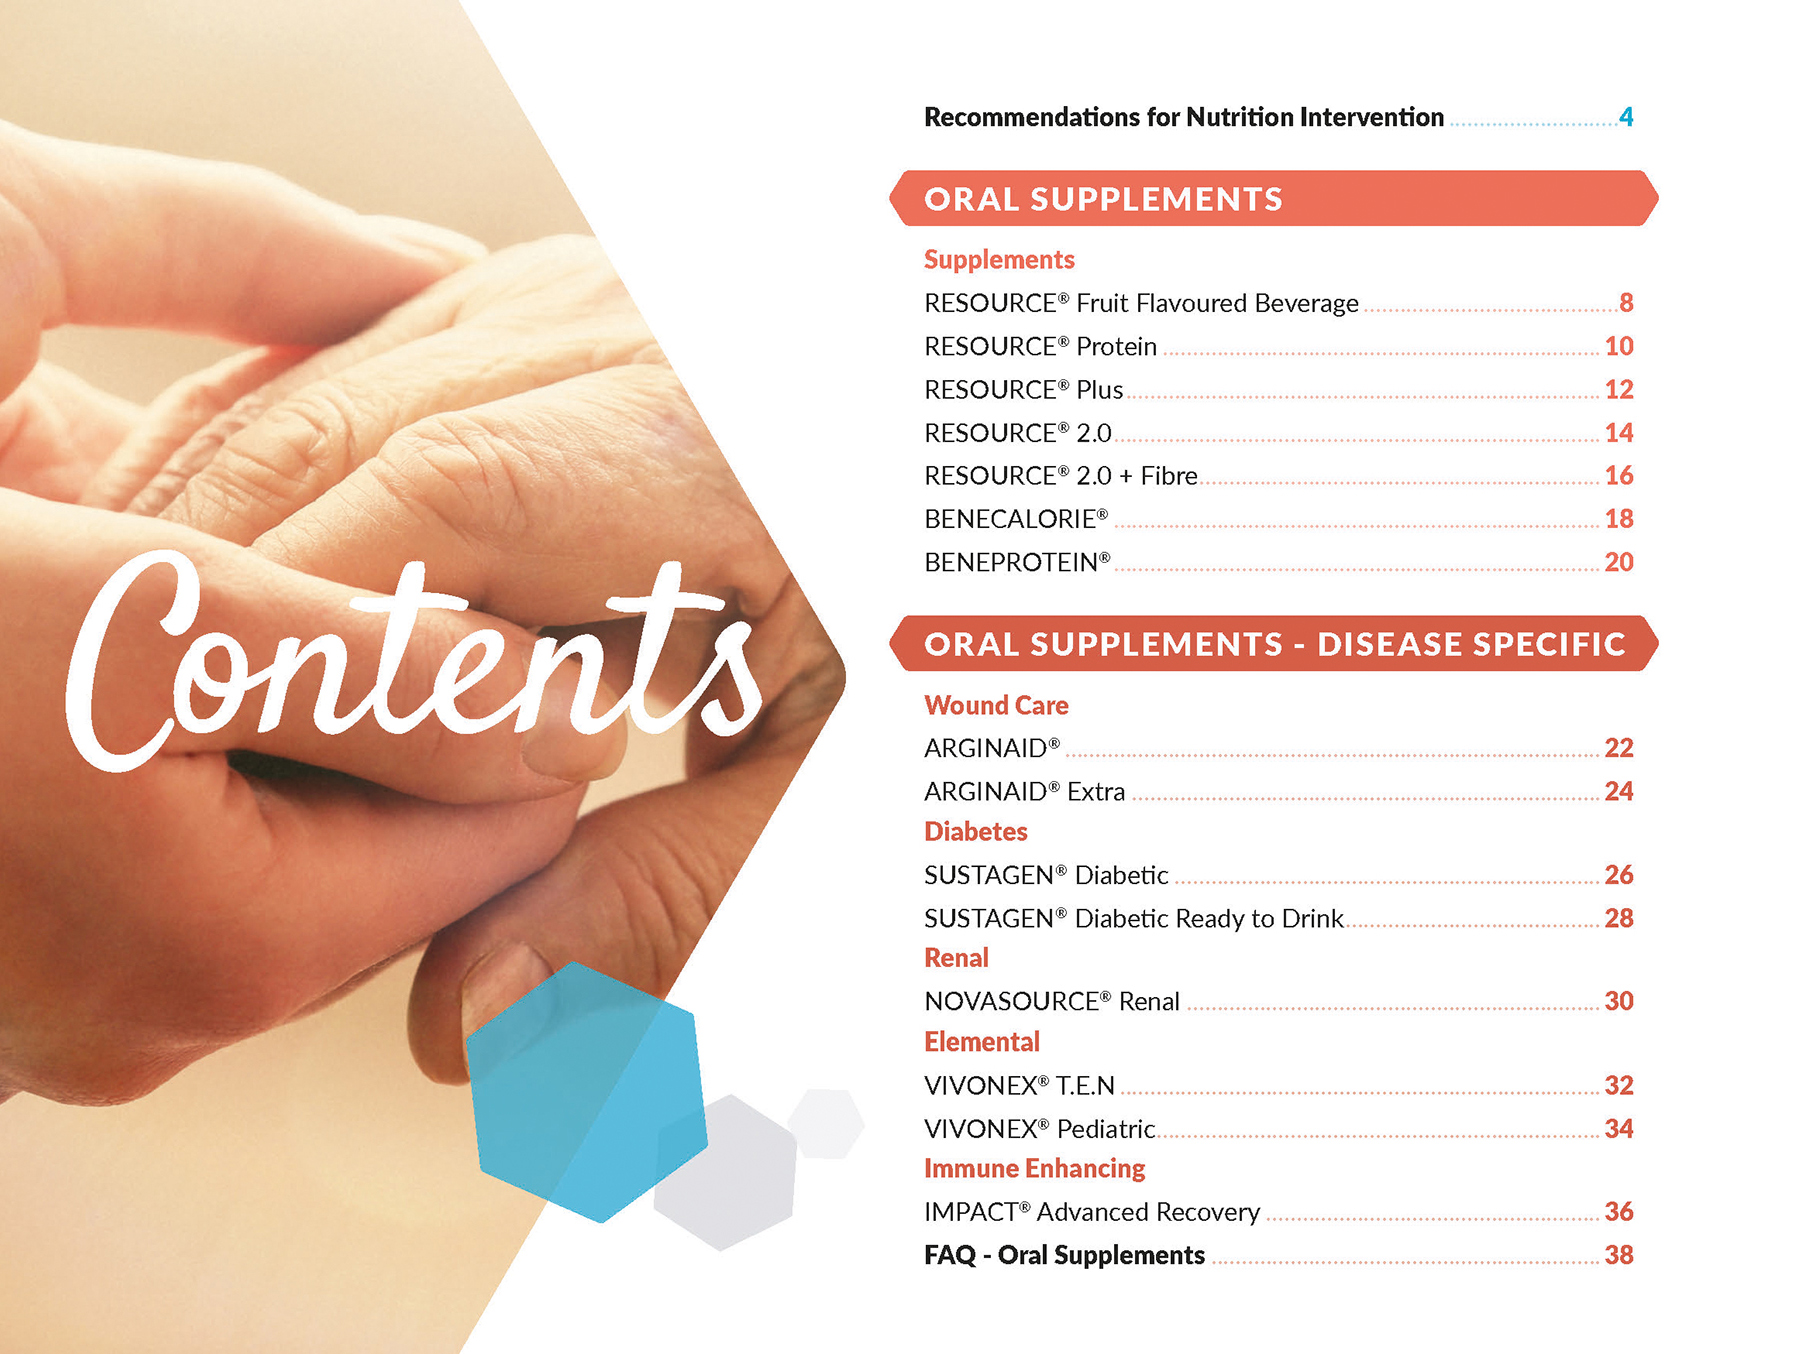 Contents
Recommendations for Nutrition Intervention 4
ORAL SUPPLEMENTS
Supplements
RESOURCE® Fruit Flavoured Beverage 8
RESOURCE® Protein 10
RESOURCE® Plus 12
RESOURCE® 2.0 14
RESOURCE® 2.0 + Fibre 16
BENECALORIE® 18
BENEPROTEIN® 20
ORAL SUPPLEMENTS - DISEASE SPECIFIC
Wound Care
ARGINAID® 22
ARGINAID® Extra 24
Diabetes
SUSTAGEN® Diabetic 26
SUSTAGEN® Diabetic Ready to Drink 28
Renal
NOVASOURCE® Renal 30
Elemental
VIVONEX® T.E.N 32
VIVONEX® Pediatric 34
Immune Enhancing
IMPACT® Advanced Recovery 36
FAQ - Oral Supplements 38